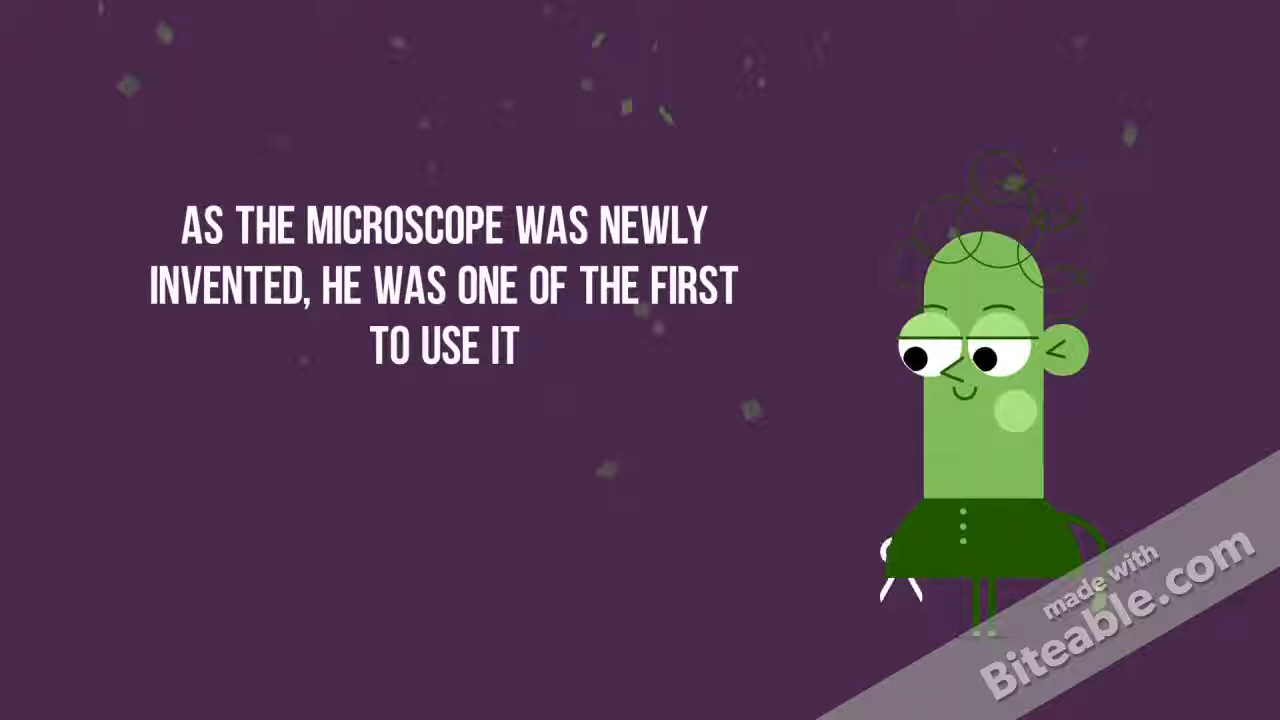 AS THE MICROSCOPE WAS NEWLY
INVENTED, HE WAS ONE OF THE FIRST
TO USE IT
made with
Biteable.com